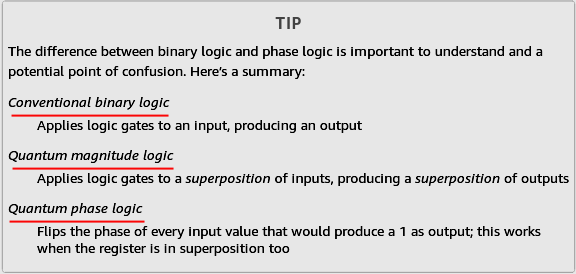 TIP
The difference between binary logic and phase logic is important to understand and a
potential point of confusion. Here's a summary:
Conventional binary logic
Applies logic gates to an input, producing an output
Quantum magnitude logic
Applies logic gates to a superposition of inputs, producing a superposition of outputs
Quantum phase logic
Flips the phase of every input value that would produce a 1 as output; this works
when the register is in superposition too